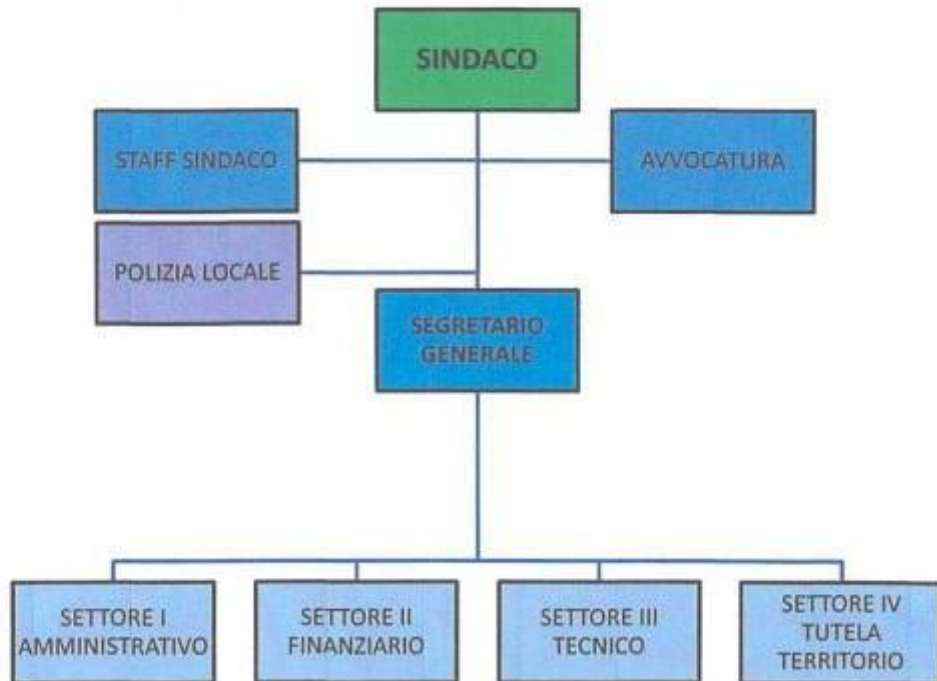 SINDACO
STAFF SINDACO
AVVOCATURA
POLIZIA LOCALE
SEGRETARIO
GENERALE
SETTORE I
AMMINISTRATIVO
SETTORE II
FINANZIARIO
SETTORE III
TECNICO
SETTORE IV
TUTELA
TERRITORIO